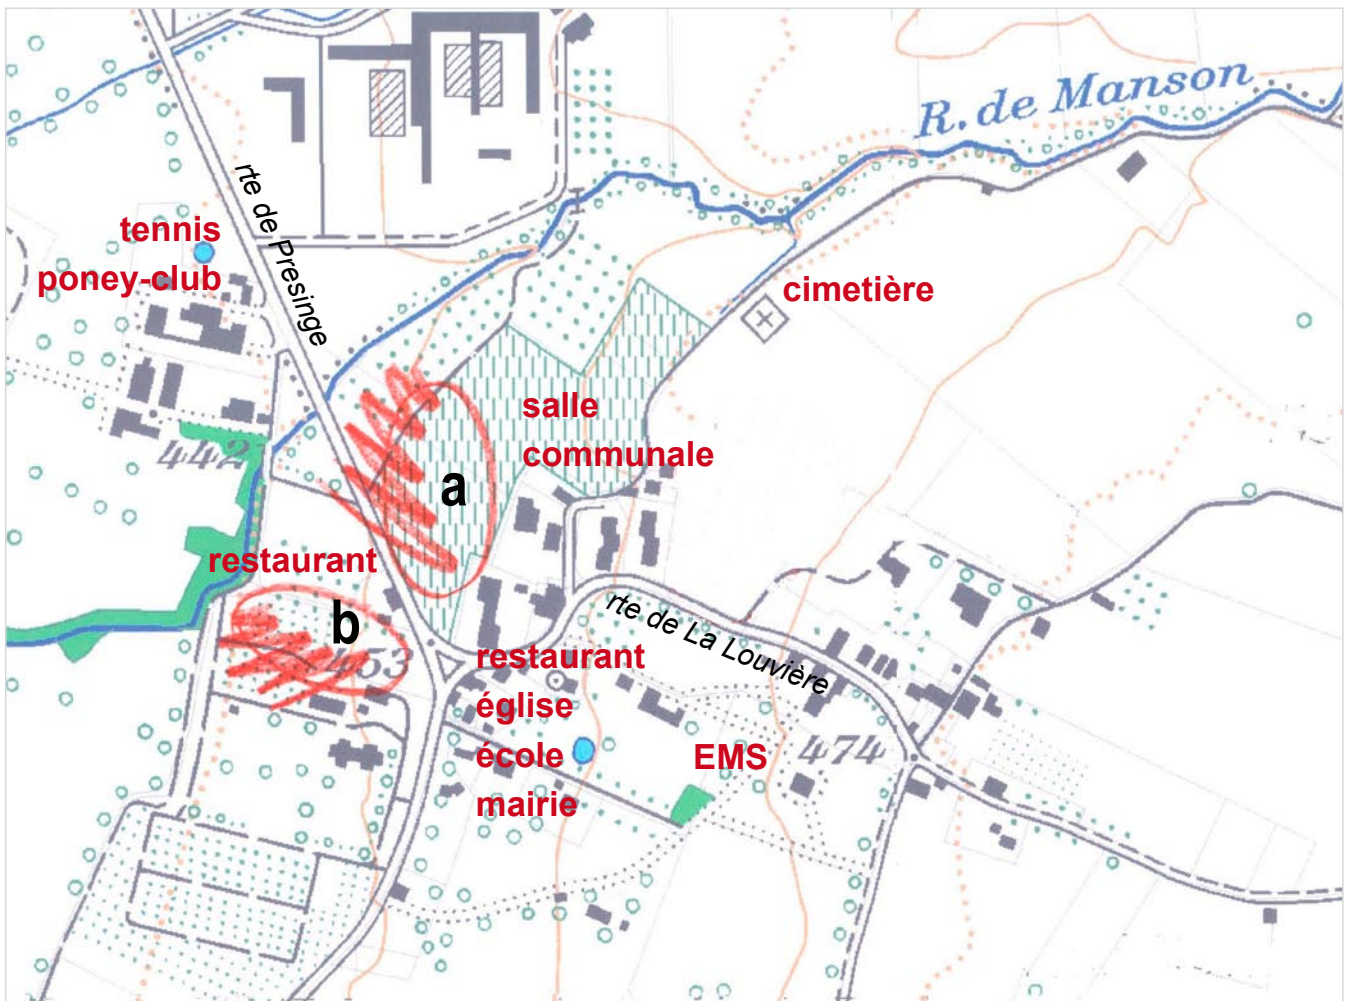 R. de Manson
rte de Presinge
tennis
poney-club
cimetière
salle
communale
442
a
restaurant
b
453
rte de La Louvière
restaurant
église
école
mairie
EMS
474